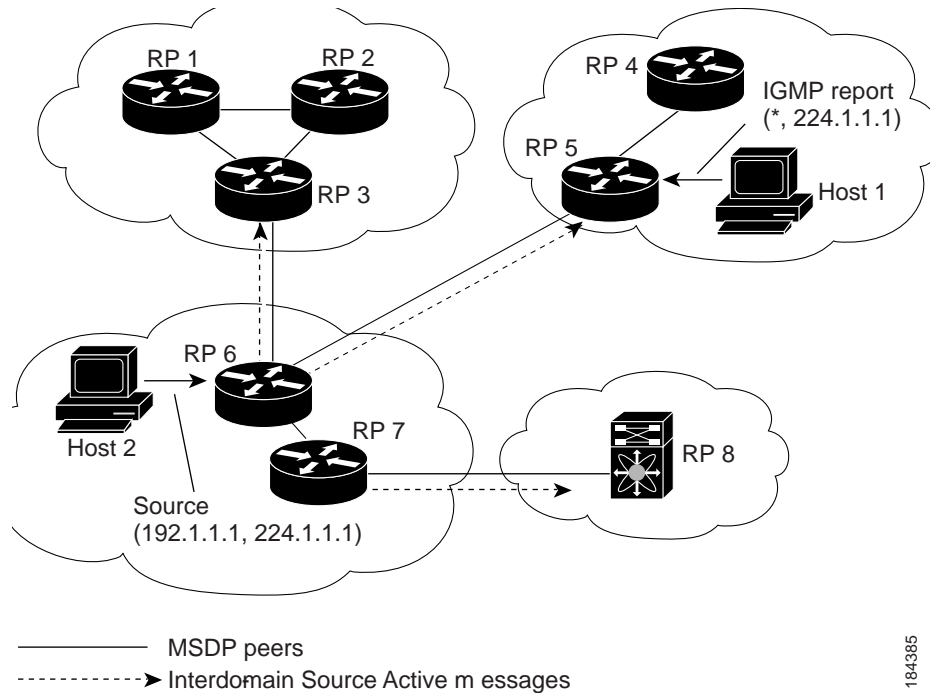 RP 1
RP 2
RP 3
RP 4
IGMP report
(*, 224.1.1.1)
RP 5
Host 1
RP 6
Host 2
RP 7
RP 8
Source
(192.1.1.1, 224.1.1.1)
MSDP peers
Interdomain Source Active m essages
184385